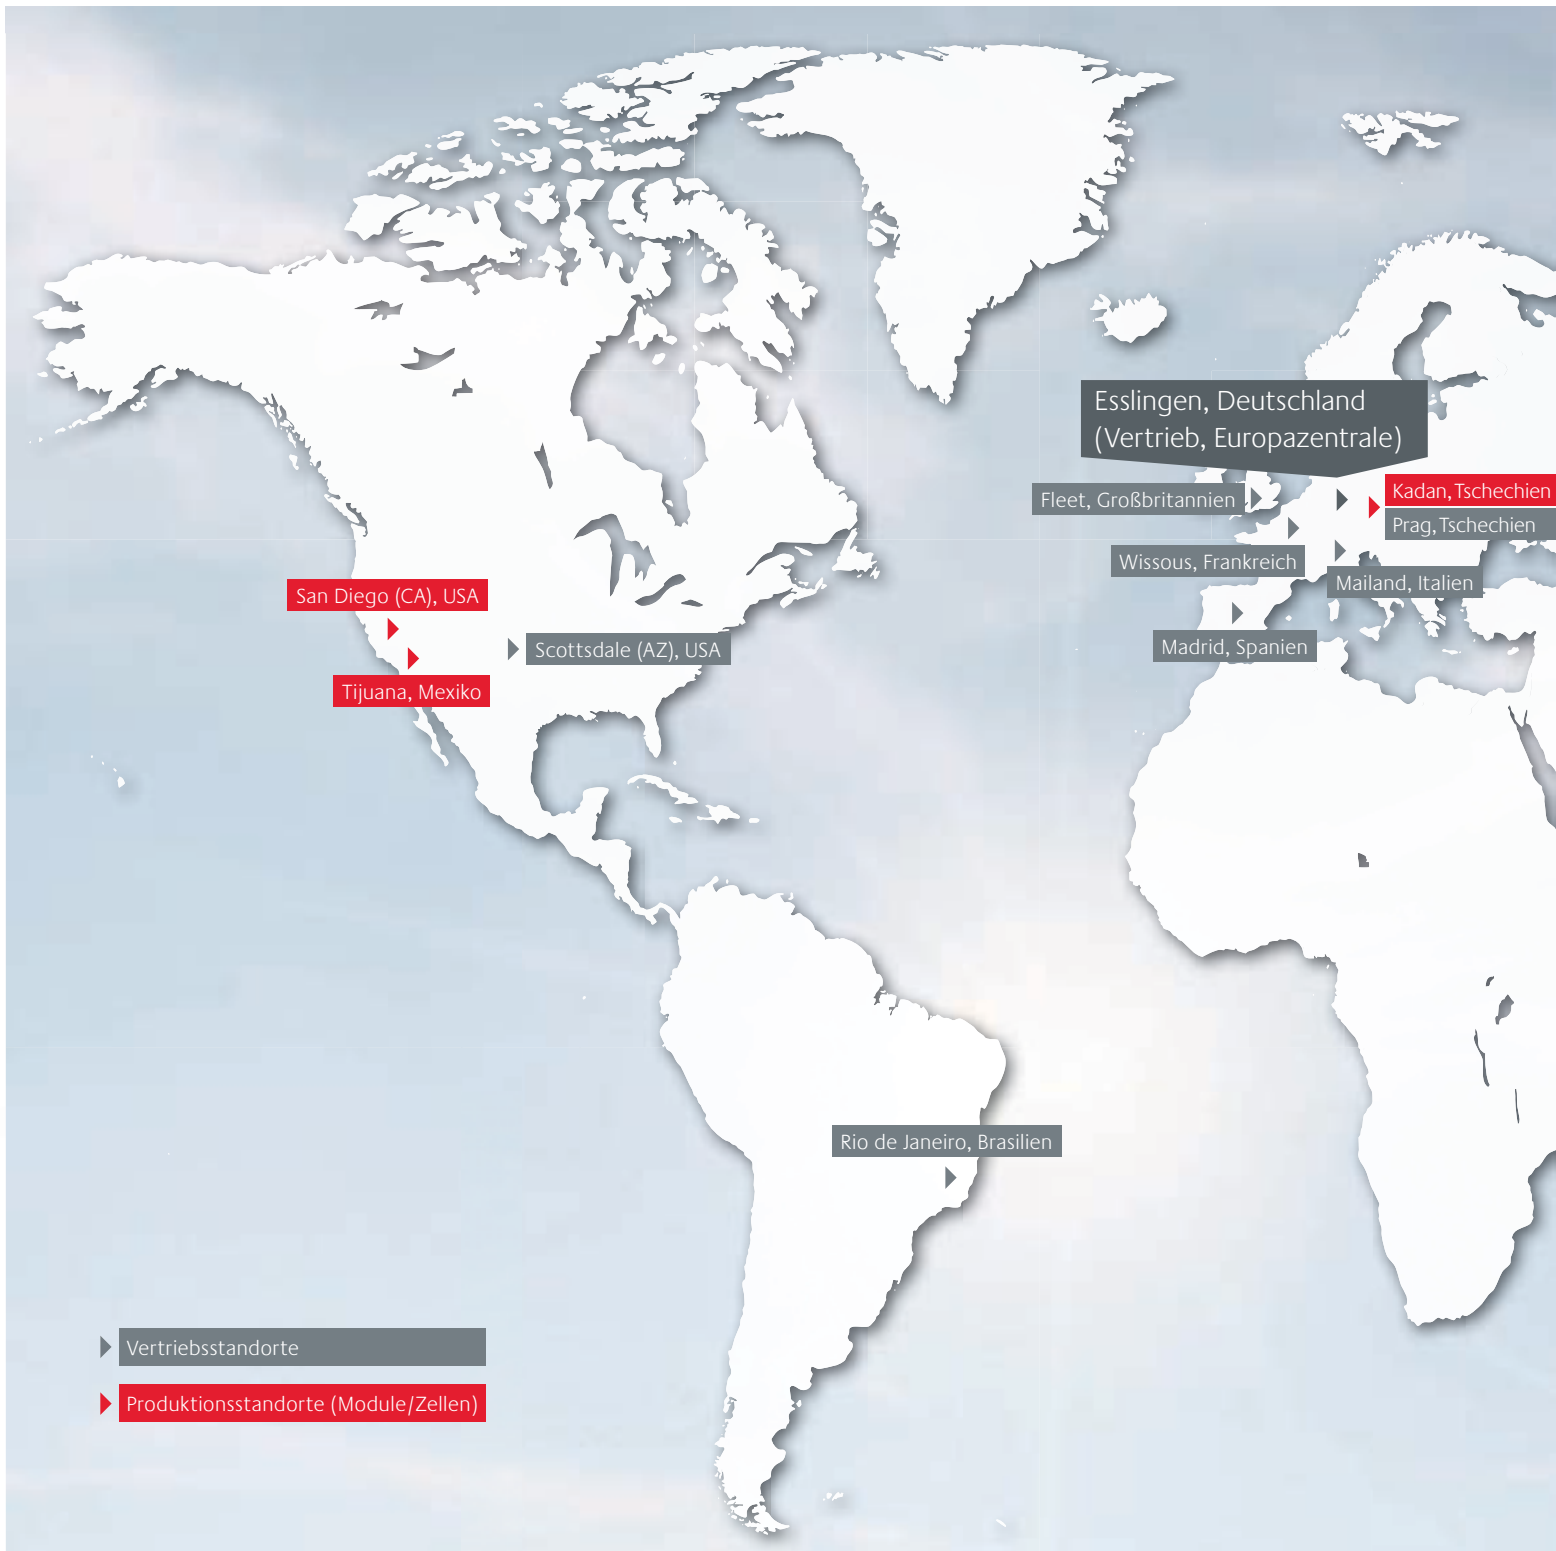 Esslingen, Deutschland
(Vertrieb, Europazentrale)
Kadan, Tschechien
Fleet, Großbritannien
Prag, Tschechien
Wissous, Frankreich
Mailand, Italien
San Diego (CA), USA
Scottsdale (AZ), USA
Madrid, Spanien
Tijuana, Mexiko
Rio de Janeiro, Brasilien
Vertriebsstandorte
Produktionsstandorte (Module/Zellen)